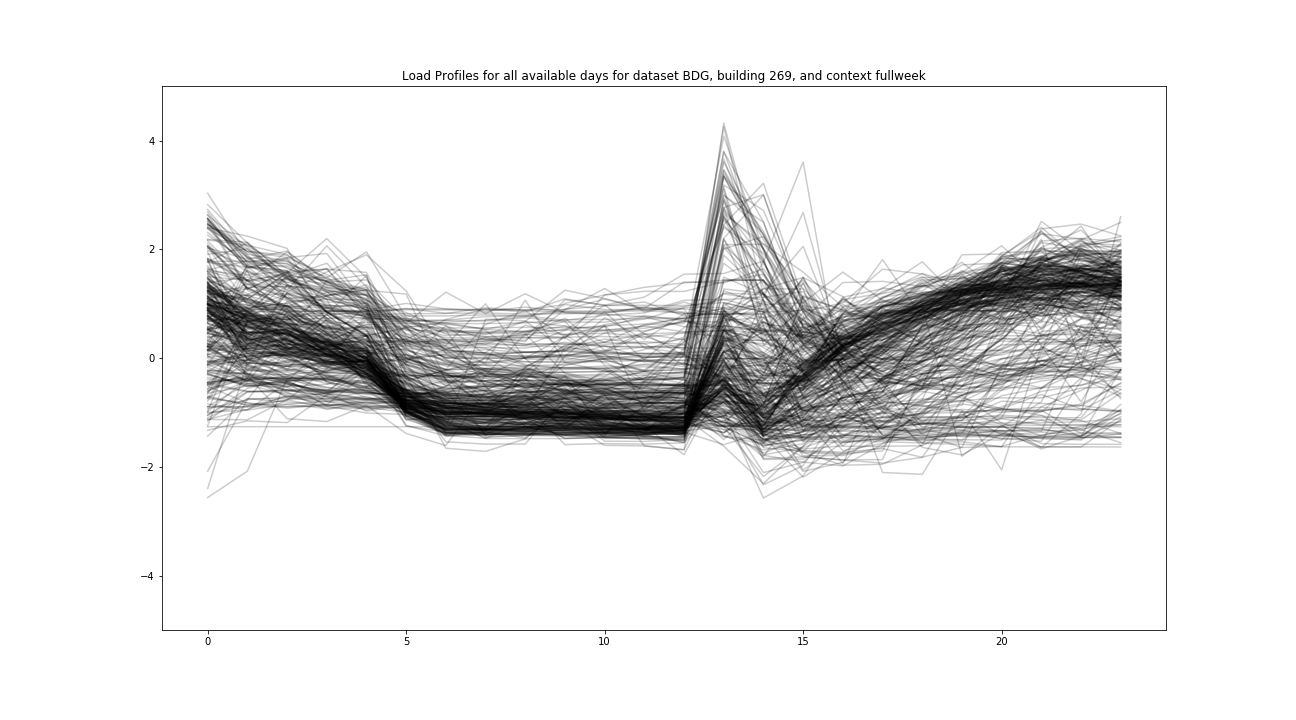 Load Profiles for all available days for dataset BDG, building 269, and context fullweek
4
2
0
−2
−4
0 5 10 15 20